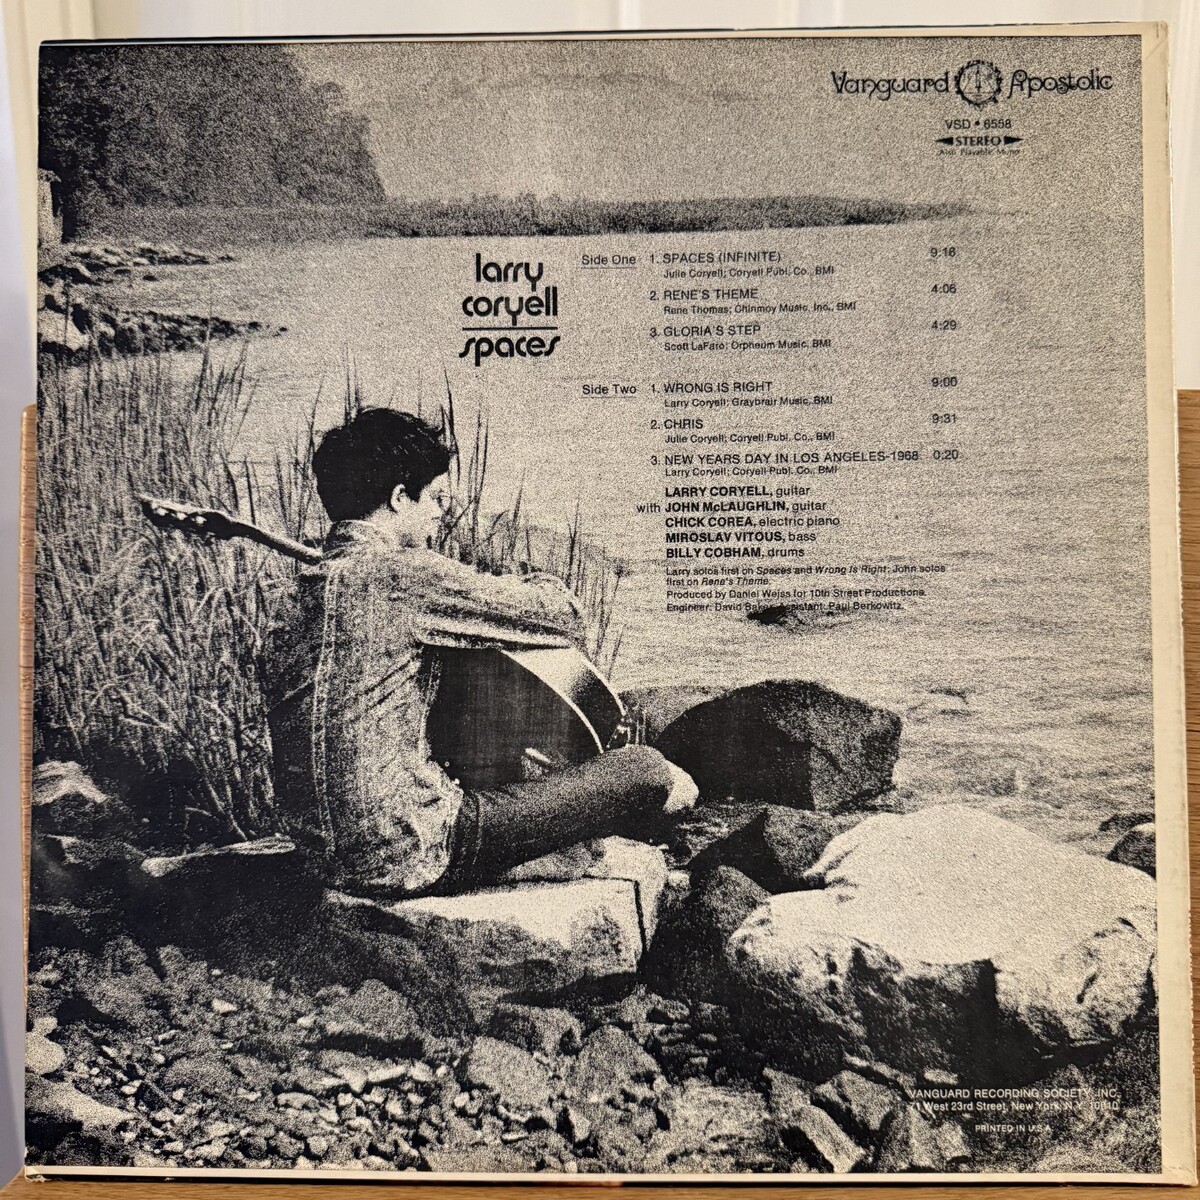 Vanguard Apostolic
VSD • 6558
STEREO
Also Playable Mono
larry
coryell
spaces
Side One 1. SPACES (INFINITE) 9:16
Julie Coryell; Coryell Publ. Co., BMI
2. RENE'S THEME 4:06
Rene Thomas; Chinmoy Music, Inc., BMI
3. GLORIA'S STEP 4:29
Scott LaFaro; Orpheum Music, BMI
Side Two 1. WRONG IS RIGHT 9:00
Larry Coryell; Graybrair Music, BMI
2. CHRIS 9:31
Julie Coryell; Coryell Publ. Co., BMI
3. NEW YEARS DAY IN LOS ANGELES-1968 0:20
Larry Coryell; Coryell Publ. Co., BMI
LARRY CORYELL, guitar
with JOHN McLAUGHLIN, guitar
CHICK COREA, electric piano
MIROSLAV VITOUS, bass
BILLY COBHAM, drums
Larry solos first on Spaces and Wrong Is Right; John solos
first on Rene's Theme.
Produced by Daniel Weiss for 10th Street Productions.
Engineer: David Baker Assistant: Paul Berkowitz.
VANGUARD RECORDING SOCIETY, INC.
71 West 23rd Street, New York, N.Y. 10010
PRINTED IN U.S.A.